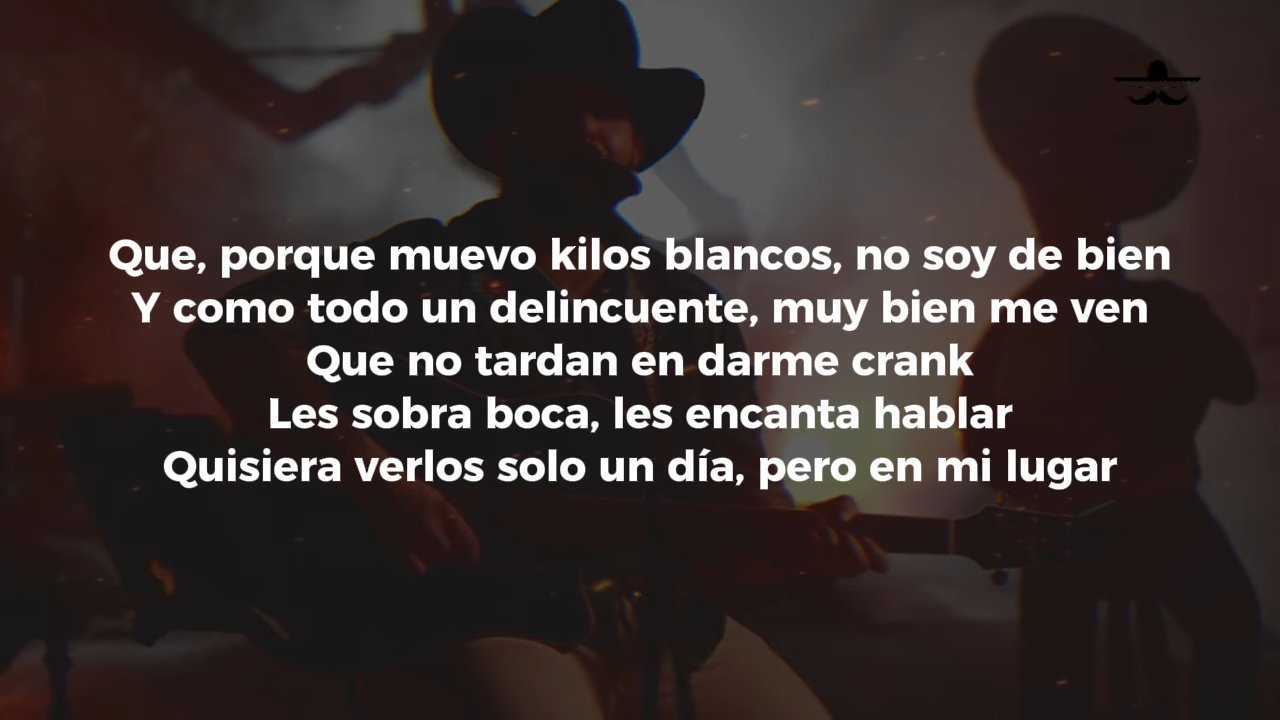 Que, porque muevo kilos blancos, no soy de bien
Y como todo un delincuente, muy bien me ven
Que no tardan en darme crank
Les sobra boca, les encanta hablar
Quisiera verlos solo un día, pero en mi lugar